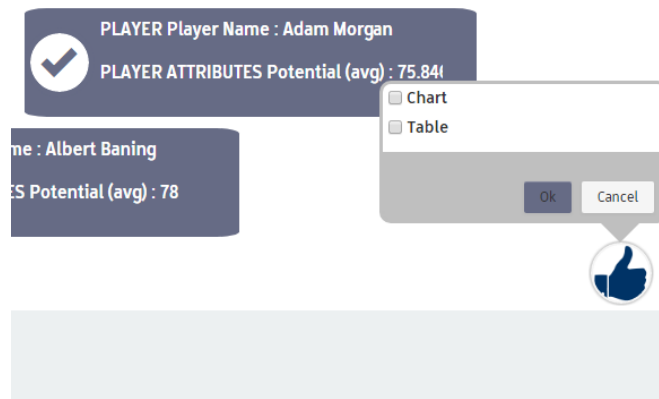 PLAYER Player Name : Adam Morgan
PLAYER ATTRIBUTES Potential (avg) : 75.84
Chart
Table
me : Albert Baning
ES Potential (avg) : 78
Ok
Cancel